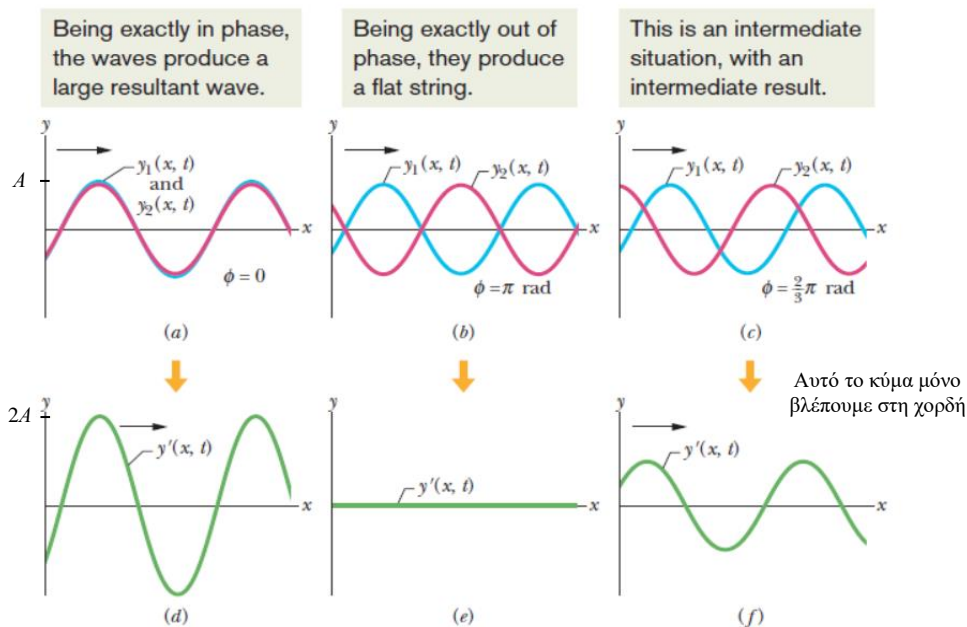 Being exactly in phase,
the waves produce a
large resultant wave.
Being exactly out of
phase, they produce
a flat string.
This is an intermediate
situation, with an
intermediate result.
y
A
y₁(x, t)
and
y₂(x, t)
x
ϕ = 0
(a)
y
y₁(x, t)
y₂(x, t)
x
ϕ = π rad
(b)
y
y₁(x, t)
y₂(x, t)
x
ϕ = 2/3 π rad
(c)
Αυτό το κύμα μόνο
βλέπουμε στη χορδή
y
2A
y′(x, t)
x
(d)
y
y′(x, t)
x
(e)
y
y′(x, t)
x
(f)